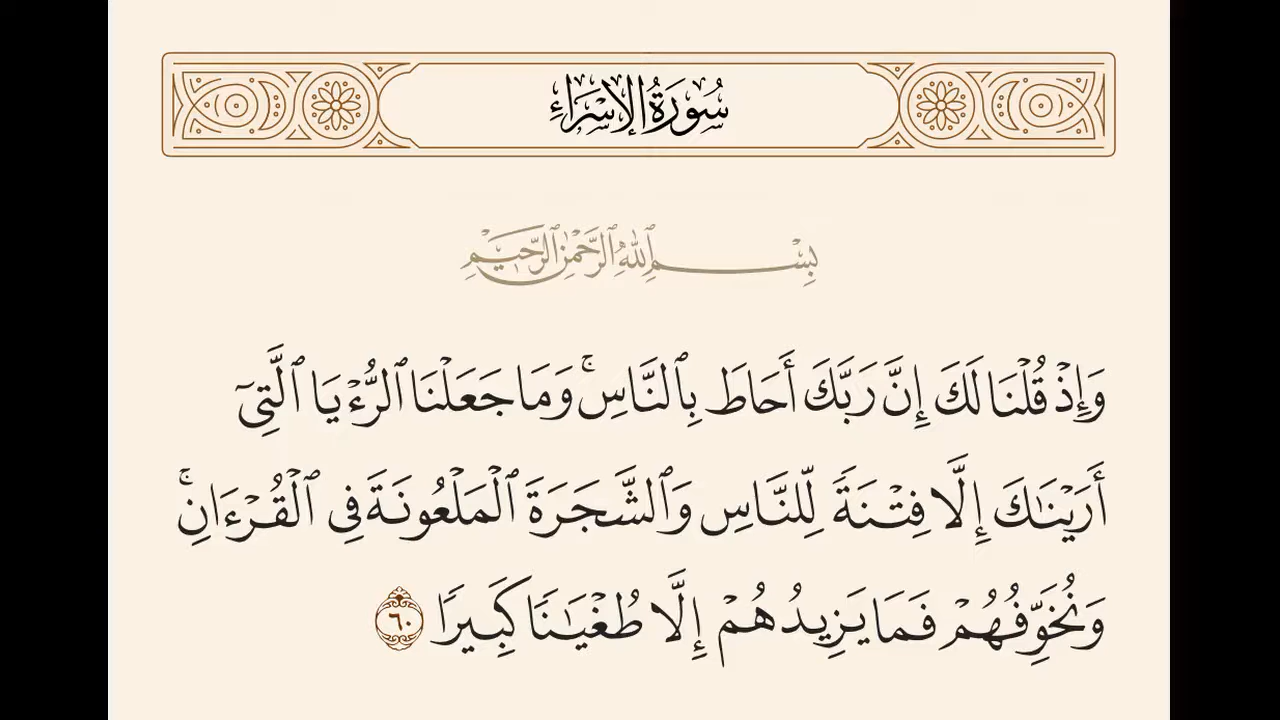 سُورَةُ الإِسْرَاءِ
بِسْمِ ٱللَّهِ ٱلرَّحْمَٰنِ ٱلرَّحِيمِ
وَإِذْ قُلْنَا لَكَ إِنَّ رَبَّكَ أَحَاطَ بِٱلنَّاسِۚ وَمَا جَعَلْنَا ٱلرُّءْيَا ٱلَّتِىٓ
أَرَيْنَٰكَ إِلَّا فِتْنَةً لِّلنَّاسِ وَٱلشَّجَرَةَ ٱلْمَلْعُونَةَ فِى ٱلْقُرْءَانِۚ
وَنُخَوِّفُهُمْ فَمَا يَزِيدُهُمْ إِلَّا طُغْيَٰنًا كَبِيرًا ٦٠